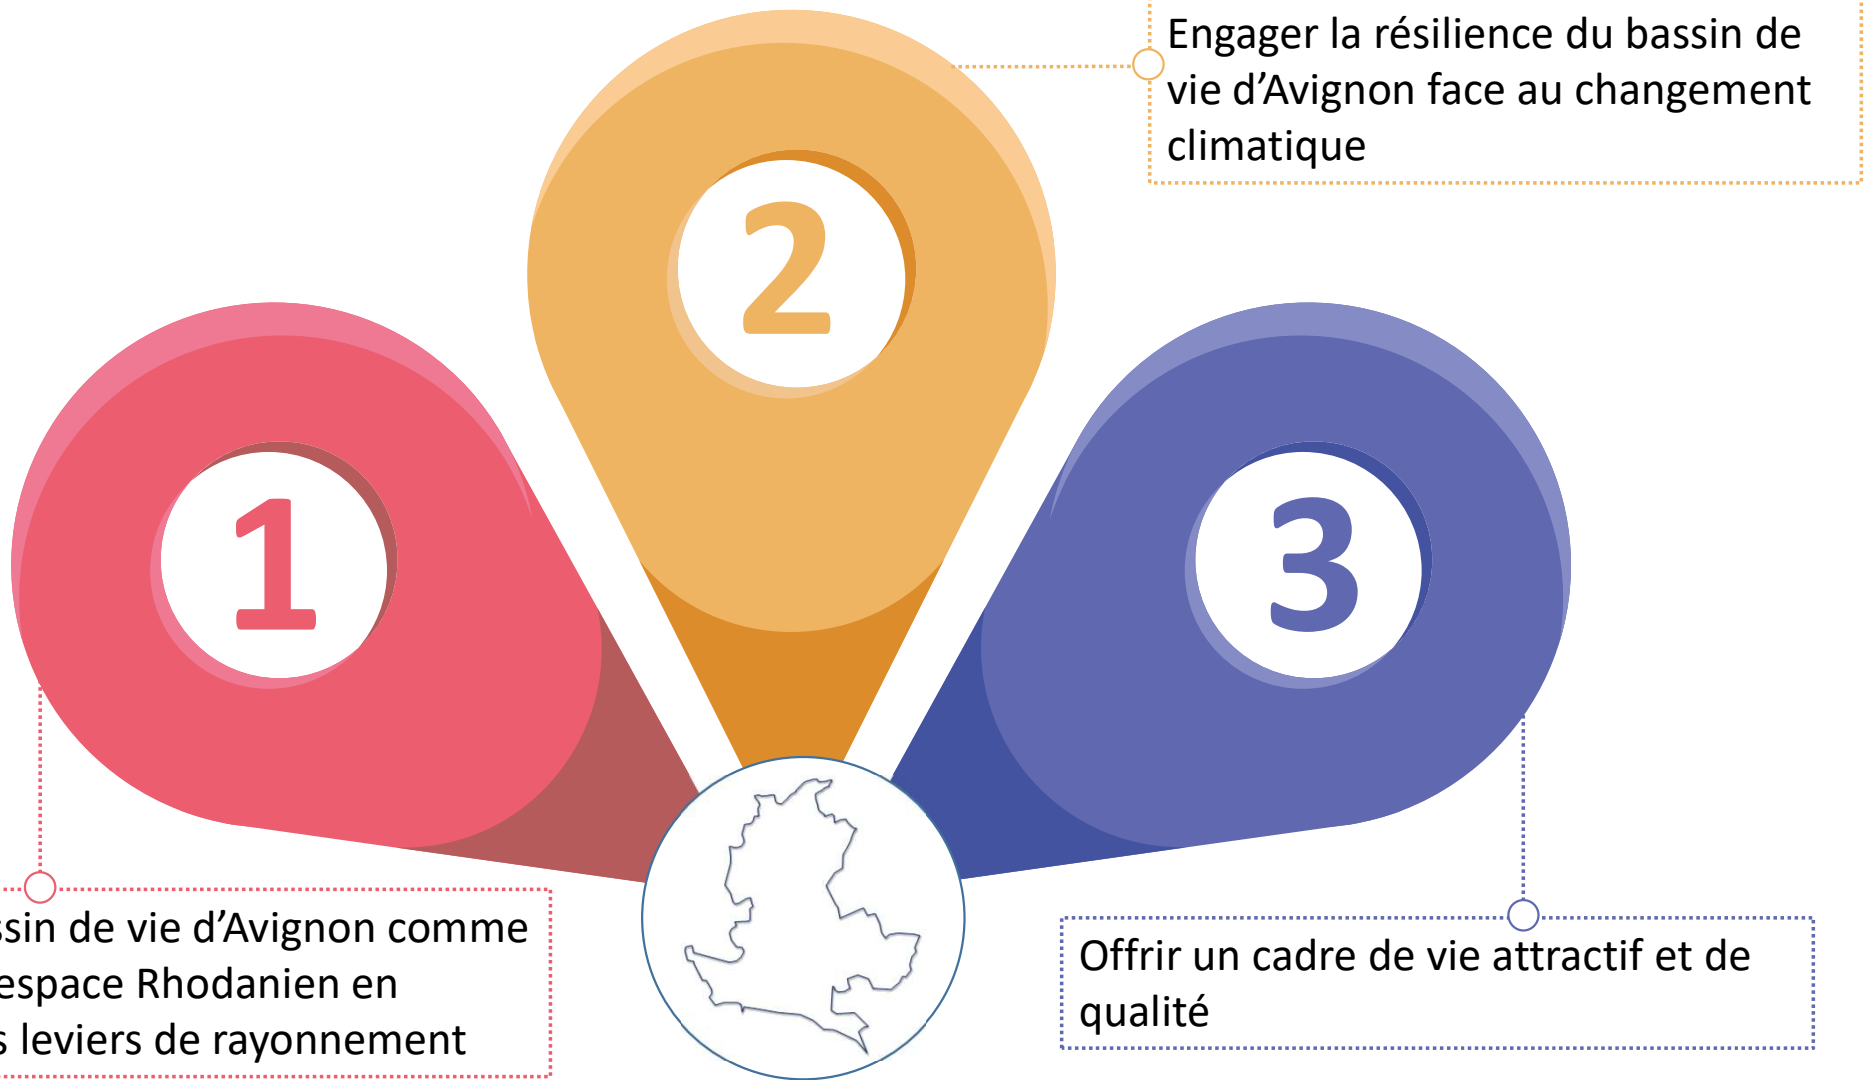 Engager la résilience du bassin de
vie d’Avignon face au changement
climatique
2
1
3
de vie d’Avignon comme
espace Rhodanien en
leviers de rayonnement
Offrir un cadre de vie attractif et de
qualité